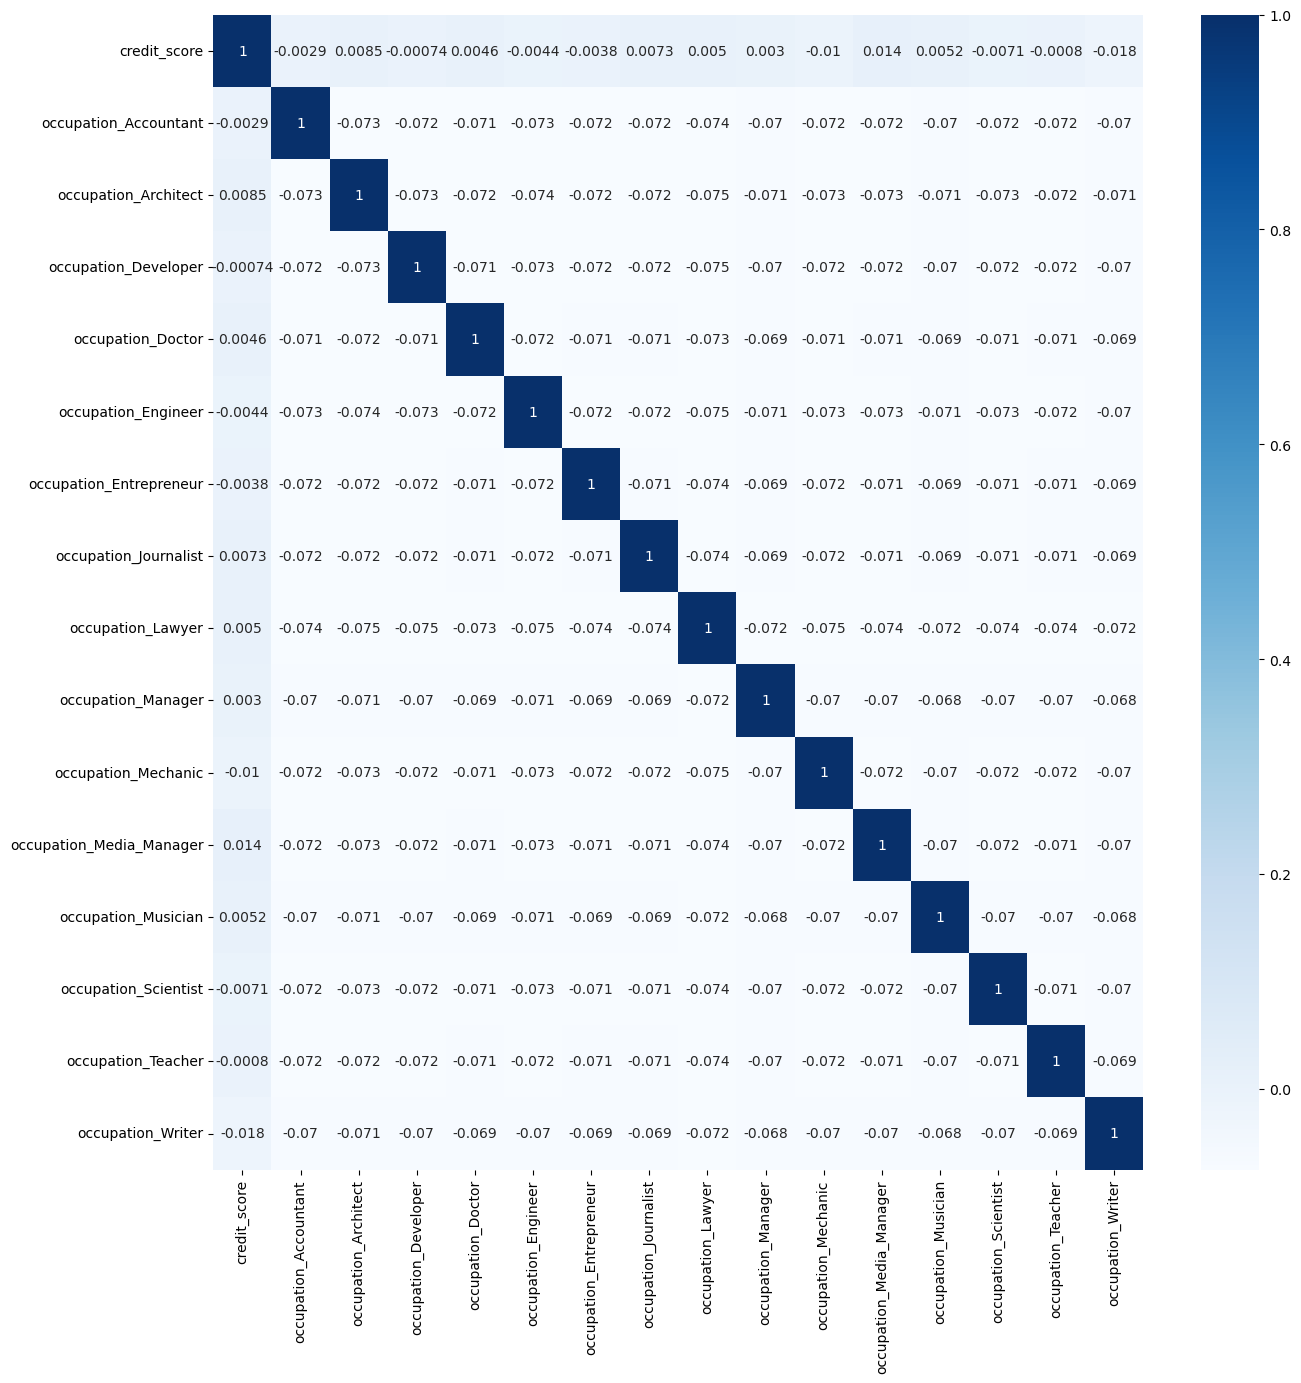 credit_score 1 -0.0029 0.0085 -0.00074 0.0046 -0.0044 -0.0038 0.0073 0.005 0.003 -0.01 0.014 0.0052 -0.0071 -0.0008 -0.018
occupation_Accountant -0.0029 1 -0.073 -0.072 -0.071 -0.073 -0.072 -0.072 -0.074 -0.07 -0.072 -0.072 -0.07 -0.072 -0.072 -0.07
occupation_Architect 0.0085 -0.073 1 -0.073 -0.072 -0.074 -0.072 -0.072 -0.075 -0.071 -0.073 -0.073 -0.071 -0.073 -0.072 -0.071
occupation_Developer -0.00074 -0.072 -0.073 1 -0.071 -0.073 -0.072 -0.072 -0.075 -0.07 -0.072 -0.072 -0.07 -0.072 -0.072 -0.07
occupation_Doctor 0.0046 -0.071 -0.072 -0.071 1 -0.072 -0.071 -0.071 -0.073 -0.069 -0.071 -0.071 -0.069 -0.071 -0.071 -0.069
occupation_Engineer -0.0044 -0.073 -0.074 -0.073 -0.072 1 -0.072 -0.072 -0.075 -0.071 -0.073 -0.073 -0.071 -0.073 -0.072 -0.07
occupation_Entrepreneur -0.0038 -0.072 -0.072 -0.072 -0.071 -0.072 1 -0.071 -0.074 -0.069 -0.072 -0.071 -0.069 -0.071 -0.071 -0.069
occupation_Journalist 0.0073 -0.072 -0.072 -0.072 -0.071 -0.072 -0.071 1 -0.074 -0.069 -0.072 -0.071 -0.069 -0.071 -0.071 -0.069
occupation_Lawyer 0.005 -0.074 -0.075 -0.075 -0.073 -0.075 -0.074 -0.074 1 -0.072 -0.075 -0.074 -0.072 -0.074 -0.074 -0.072
occupation_Manager 0.003 -0.07 -0.071 -0.07 -0.069 -0.071 -0.069 -0.069 -0.072 1 -0.07 -0.07 -0.068 -0.07 -0.07 -0.068
occupation_Mechanic -0.01 -0.072 -0.073 -0.072 -0.071 -0.073 -0.072 -0.072 -0.075 -0.07 1 -0.072 -0.07 -0.072 -0.072 -0.07
occupation_Media_Manager 0.014 -0.072 -0.073 -0.072 -0.071 -0.073 -0.071 -0.071 -0.074 -0.07 -0.072 1 -0.07 -0.072 -0.071 -0.07
occupation_Musician 0.0052 -0.07 -0.071 -0.07 -0.069 -0.071 -0.069 -0.069 -0.072 -0.068 -0.07 -0.07 1 -0.07 -0.07 -0.068
occupation_Scientist -0.0071 -0.072 -0.073 -0.072 -0.071 -0.073 -0.071 -0.071 -0.074 -0.07 -0.072 -0.072 -0.07 1 -0.071 -0.07
occupation_Teacher -0.0008 -0.072 -0.072 -0.072 -0.071 -0.072 -0.071 -0.071 -0.074 -0.07 -0.072 -0.071 -0.07 -0.071 1 -0.069
occupation_Writer -0.018 -0.07 -0.071 -0.07 -0.069 -0.07 -0.069 -0.069 -0.072 -0.068 -0.07 -0.07 -0.068 -0.07 -0.069 1
credit_score
occupation_Accountant
occupation_Architect
occupation_Developer
occupation_Doctor
occupation_Engineer
occupation_Entrepreneur
occupation_Journalist
occupation_Lawyer
occupation_Manager
occupation_Mechanic
occupation_Media_Manager
occupation_Musician
occupation_Scientist
occupation_Teacher
occupation_Writer
1.0
0.8
0.6
0.4
0.2
0.0